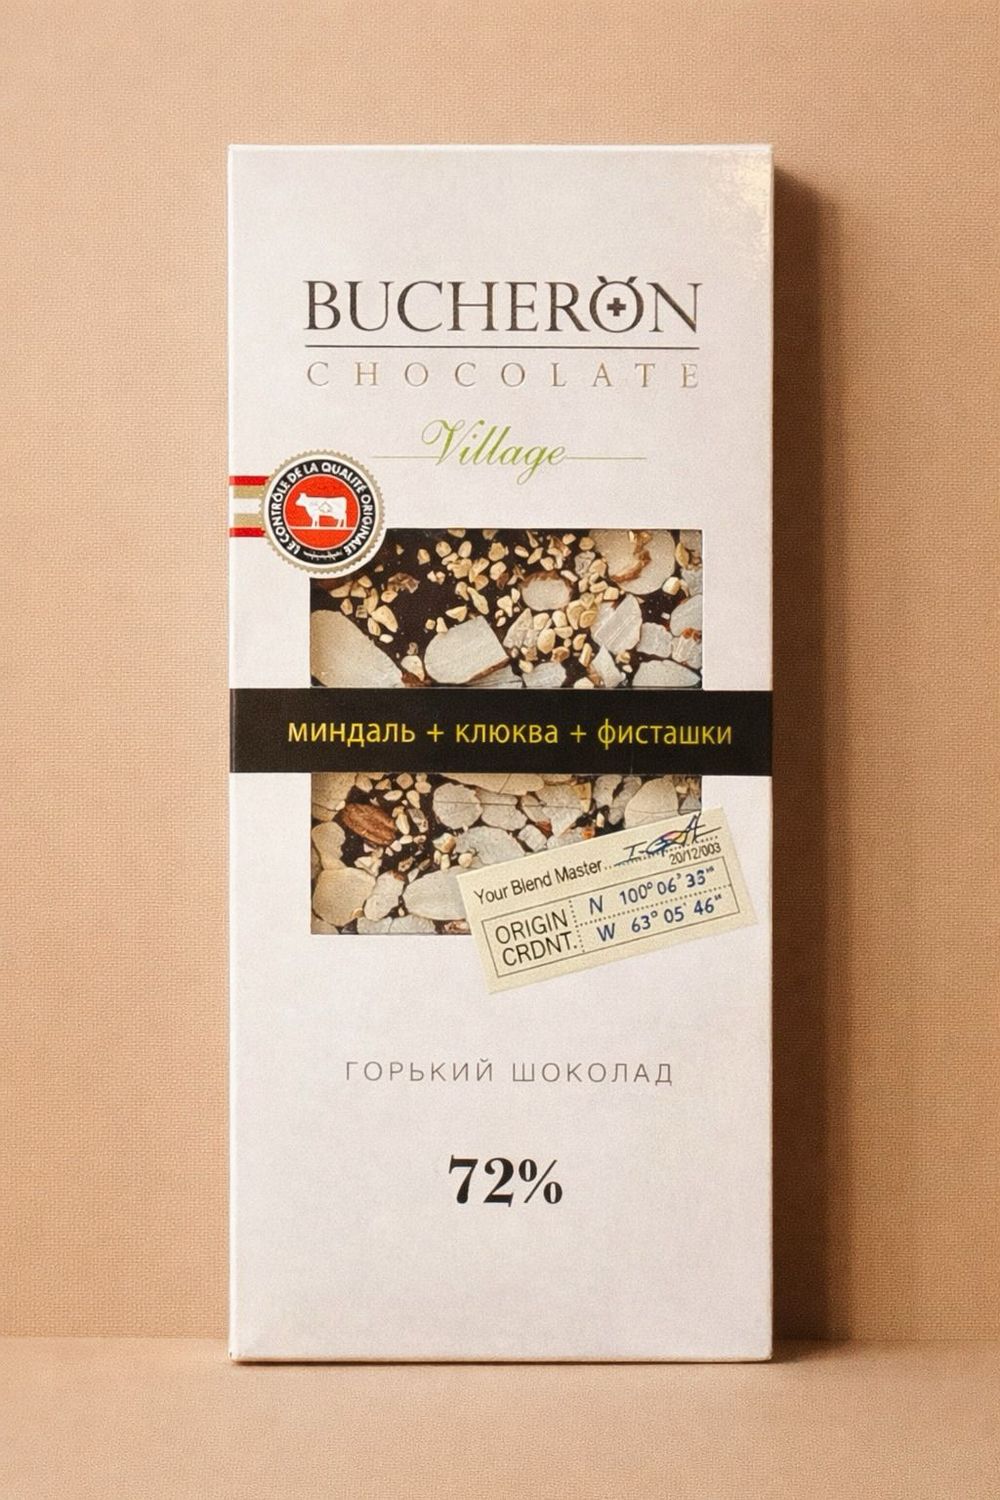 BUCHERÖN
CHOCOLATE
Village
LE CONTRÔLE DE LA QUALITÉ ORIGINALE
миндаль + клюква + фисташки
Your Blend Master
20/12/003
ORIGIN
CRDNT.
N 100° 06' 33"
W 63° 05' 46"
ГОРЬКИЙ ШОКОЛАД
72%